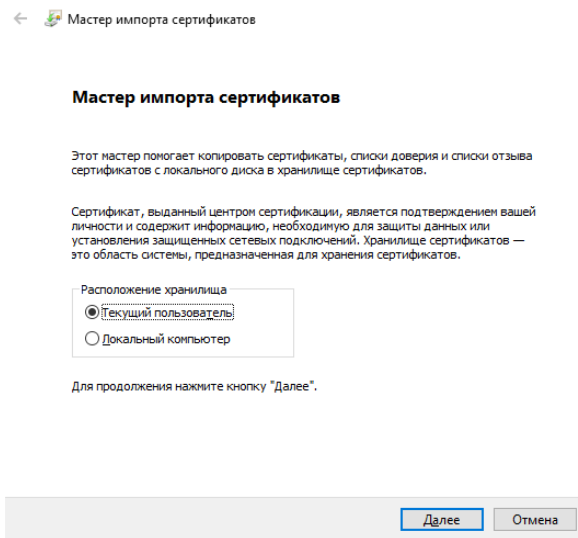 Мастер импорта сертификатов
Мастер импорта сертификатов
Этот мастер помогает копировать сертификаты, списки доверия и списки отзыва
сертификатов с локального диска в хранилище сертификатов.
Сертификат, выданный центром сертификации, является подтверждением вашей
личности и содержит информацию, необходимую для защиты данных или
установления защищенных сетевых подключений. Хранилище сертификатов —
это область системы, предназначенная для хранения сертификатов.
Расположение хранилища
Текущий пользователь
Локальный компьютер
Для продолжения нажмите кнопку "Далее".
Далее Отмена